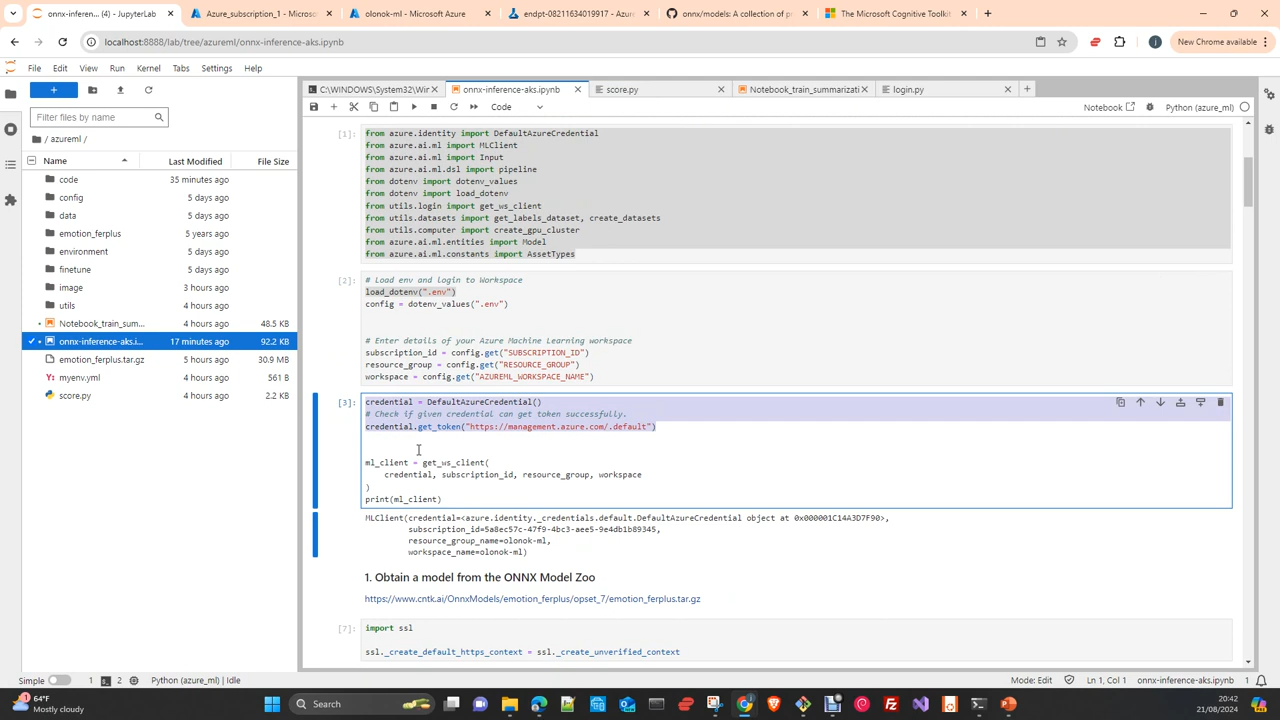 onnx-inferen... (4) - JupyterLab
Azure_subscription_1 - Microso
olonok-ml - Microsoft Azure
endpt-08211634019917 - Azure
onnx/models: A collection of p
The Microsoft Cognitive Toolkit
localhost:8888/lab/tree/azureml/onnx-inference-aks.ipynb
New Chrome available
File Edit View Run Kernel Tabs Settings Help
Filter files by name
/ azureml /
Name Last Modified File Size
code 35 minutes ago
config 5 days ago
data 5 days ago
emotion_ferplus 5 years ago
environment 5 days ago
finetune 5 days ago
image 3 hours ago
utils 4 hours ago
Notebook_train_sum... 4 hours ago 48.5 KB
onnx-inference-aks.i... 17 minutes ago 92.2 KB
emotion_ferplus.tar.gz 5 hours ago 30.9 MB
myenv.yml 4 hours ago 561 B
score.py 4 hours ago 2.2 KB
C:\WINDOWS\System32\Wir
onnx-inference-aks.ipynb
score.py
Notebook_train_summarizati
login.py
Code
Notebook
Python (azure_ml)
[1]:
from azure.identity import DefaultAzureCredential
from azure.ai.ml import MLClient
from azure.ai.ml import Input
from azure.ai.ml.dsl import pipeline
from dotenv import dotenv_values
from dotenv import load_dotenv
from utils.login import get_ws_client
from utils.datasets import get_labels_dataset, create_datasets
from utils.computer import create_gpu_cluster
from azure.ai.ml.entities import Model
from azure.ai.ml.constants import AssetTypes
[2]:
# Load env and login to Workspace
load_dotenv(".env")
config = dotenv_values(".env")
# Enter details of your Azure Machine Learning workspace
subscription_id = config.get("SUBSCRIPTION_ID")
resource_group = config.get("RESOURCE_GROUP")
workspace = config.get("AZUREML_WORKSPACE_NAME")
[3]:
credential = DefaultAzureCredential()
# Check if given credential can get token successfully.
credential.get_token("https://management.azure.com/.default")
ml_client = get_ws_client(
credential, subscription_id, resource_group, workspace
)
print(ml_client)
MLClient(credential=<azure.identity._credentials.default.DefaultAzureCredential object at 0x000001C14A3D7F90>,
subscription_id=5a8ec57c-47f9-4bc3-aee5-9e4db1b89345,
resource_group_name=olonok-ml,
workspace_name=olonok-ml)
1. Obtain a model from the ONNX Model Zoo
https://www.cntk.ai/OnnxModels/emotion_ferplus/opset_7/emotion_ferplus.tar.gz
[7]:
import ssl
ssl._create_default_https_context = ssl._create_unverified_context
Simple 1 2 Python (azure_ml) | Idle
Mode: Edit Ln 1, Col 1 onnx-inference-aks.ipynb 1
64°F
Mostly cloudy
Search
20:42
21/08/2024